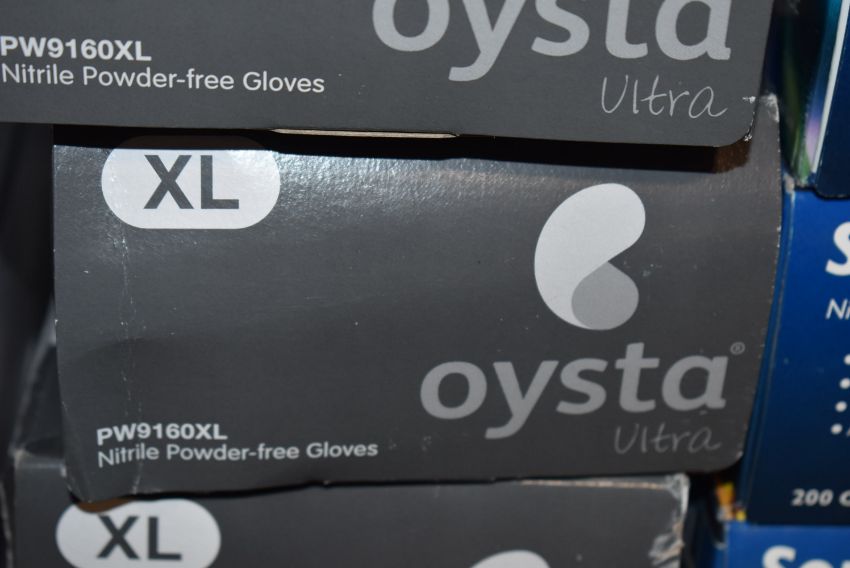 oysta
Ultra
PW9160XL
Nitrile Powder-free Gloves
XL
oysta®
Ultra
PW9160XL
Nitrile Powder-free Gloves
XL
200